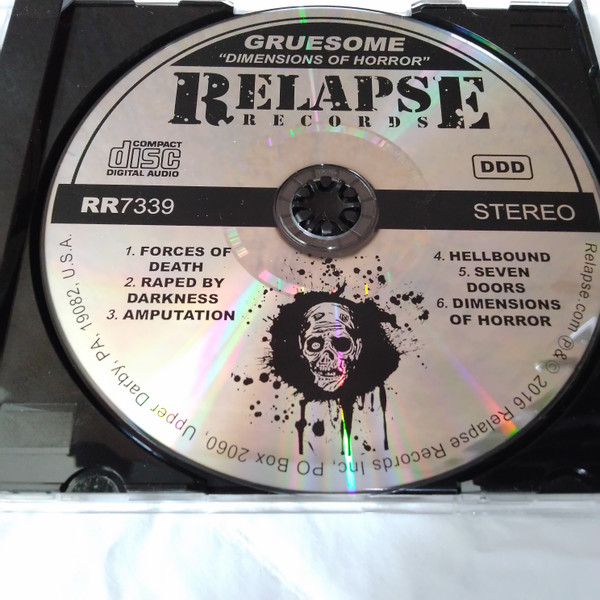 GRUESOME
"DIMENSIONS OF HORROR"
RELAPSE
RECORDS
COMPACT
disc
DIGITAL AUDIO
DDD
RR7339
STEREO
1. FORCES OF
DEATH
2. RAPED BY
DARKNESS
3. AMPUTATION
4. HELLBOUND
5. SEVEN
DOORS
6. DIMENSIONS
OF HORROR
Relapse.com ℗&© 2016 Relapse Records Inc, PO Box 2060, Upper Darby, PA, 19082, U.S.A.